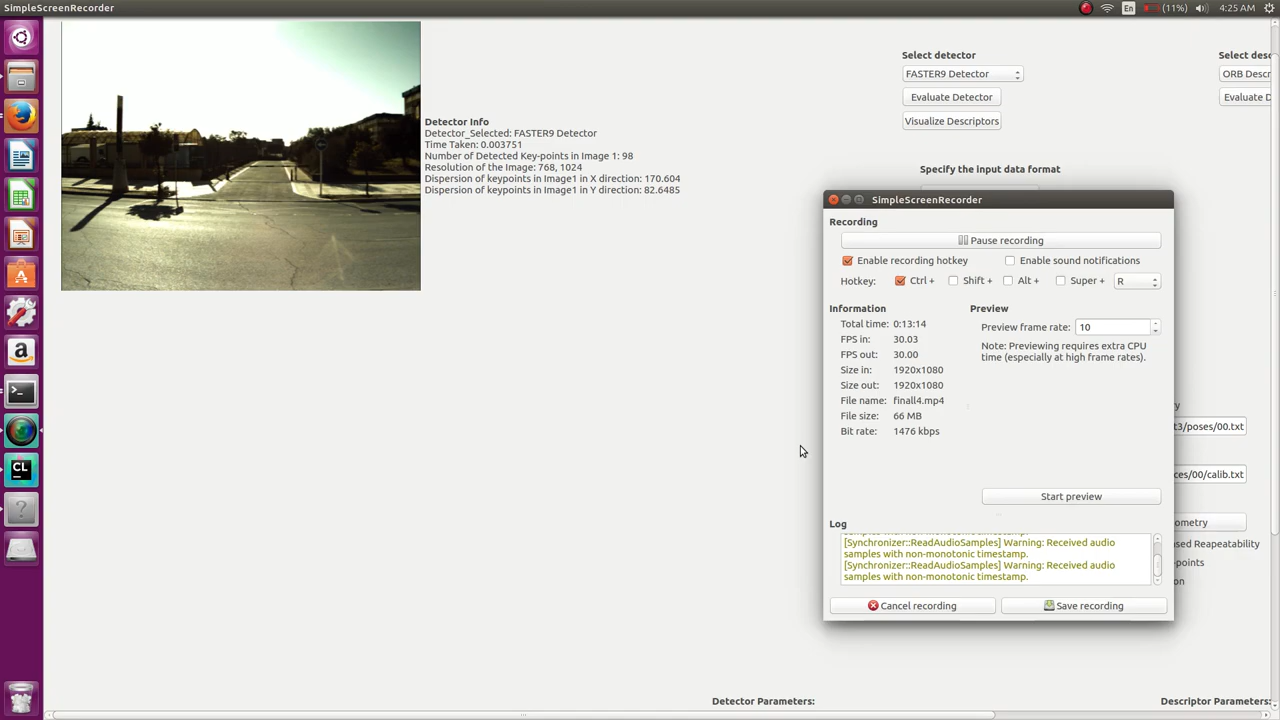 SimpleScreenRecorder
En
(11%)
4:25 AM
Select detector
FASTER9 Detector
Evaluate Detector
Visualize Descriptors
Select desc
ORB Descr
Evaluate D
Detector Info
Detector_Selected: FASTER9 Detector
Time Taken: 0.003751
Number of Detected Key-points in Image 1: 98
Resolution of the Image: 768, 1024
Dispersion of keypoints in Image1 in X direction: 170.604
Dispersion of keypoints in Image1 in Y direction: 82.6485
Specify the input data format
SimpleScreenRecorder
Recording
Pause recording
Enable recording hotkey
Enable sound notifications
Hotkey: Ctrl + Shift + Alt + Super + R
Information
Total time: 0:13:14
FPS in: 30.03
FPS out: 30.00
Size in: 1920x1080
Size out: 1920x1080
File name: finall4.mp4
File size: 66 MB
Bit rate: 1476 kbps
Preview
Preview frame rate: 10
Note: Previewing requires extra CPU
time (especially at high frame rates).
Start preview
Log
[Synchronizer::ReadAudioSamples] Warning: Received audio
samples with non-monotonic timestamp.
[Synchronizer::ReadAudioSamples] Warning: Received audio
samples with non-monotonic timestamp.
Cancel recording
Save recording
ry
t3/poses/00.txt
ces/00/calib.txt
ometry
ased Reapeatability
points
on
Detector Parameters:
Descriptor Parameters:
CL